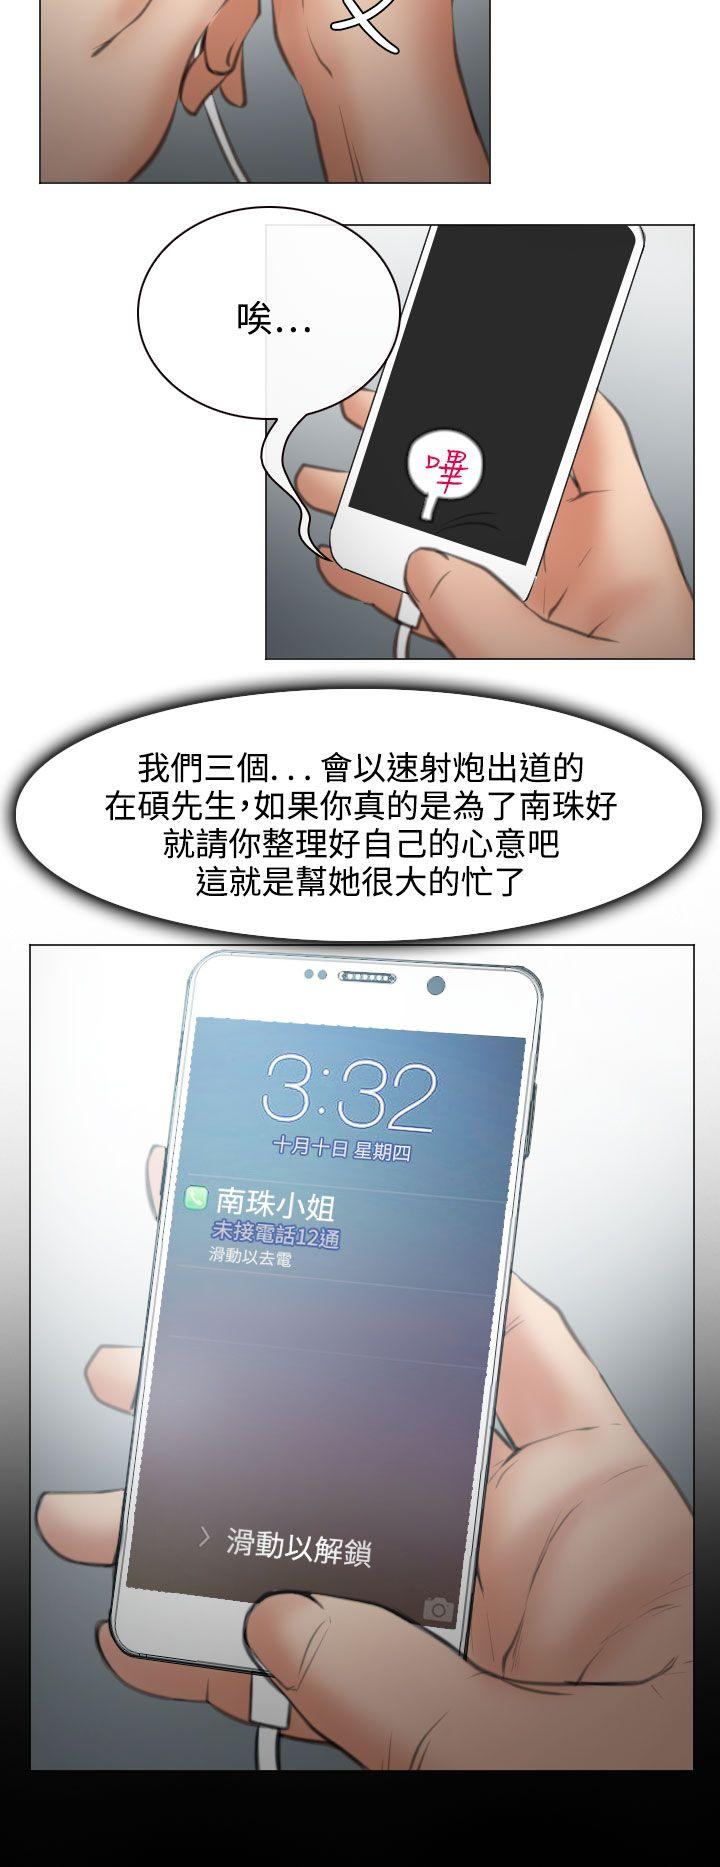 唉...
嗶
我們三個...會以速射炮出道的
在碩先生，如果你真的是為了南珠好
就請你整理好自己的心意吧
這就是幫她很大的忙了
3:32
十月十日 星期四
南珠小姐
未接電話12通
滑動以去電
滑動以解鎖